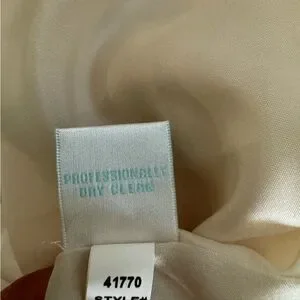 PROFESSIONALLY
DRY CLEAN
41770
STYLE#